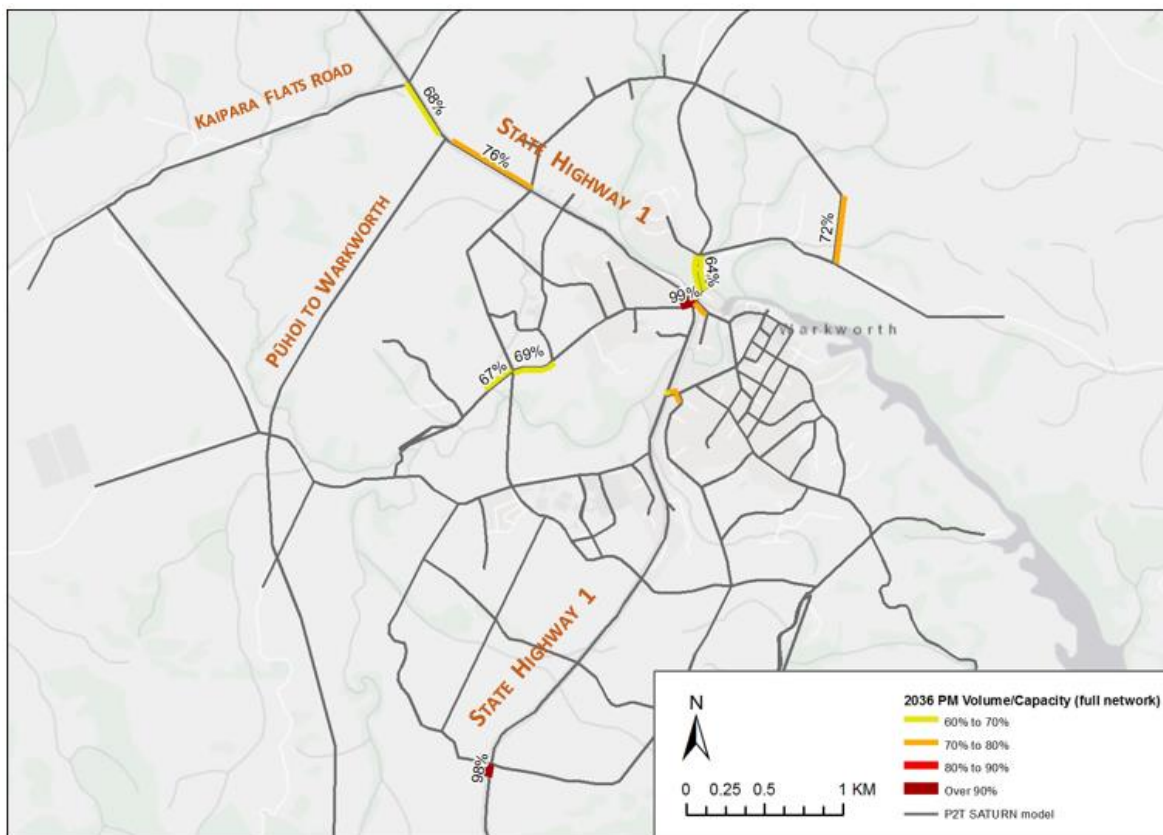 KAIPARA FLATS ROAD
68%
76%
STATE HIGHWAY 1
72%
PŪHOI TO WARKWORTH
64%
99%
Warkworth
67%
69%
STATE HIGHWAY 1
98%
N
0 0.25 0.5 1 KM
2036 PM Volume/Capacity (full network)
60% to 70%
70% to 80%
80% to 90%
Over 90%
P2T SATURN model